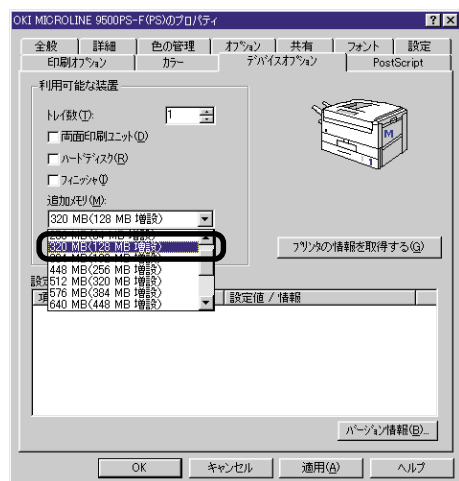 OKI MICROLINE 9500PS-F(PS)のプロパティ
全般 詳細 色の管理 オプション 共有 フォント 設定
印刷オプション カラー デバイスオプション PostScript
利用可能な装置
トレイ数(T): 1
両面印刷ユニット(D)
ハードディスク(R)
フィニッシャ(I)
追加メモリ(M):
320 MB(128 MB 増設)
320 MB(128 MB 増設)
448 MB(256 MB 増設)
512 MB(320 MB 増設)
576 MB(384 MB 増設)
640 MB(448 MB 増設)
プリンタの情報を取得する(G)
設定値 / 情報
バージョン情報(B)...
OK キャンセル 適用(A) ヘルプ